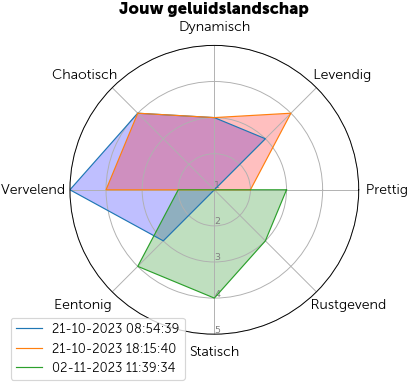 Jouw geluidslandschap
Dynamisch
Chaotisch
Levendig
Vervelend
Prettig
1
2
3
4
5
Eentonig
Rustgevend
Statisch
21-10-2023 08:54:39
21-10-2023 18:15:40
02-11-2023 11:39:34